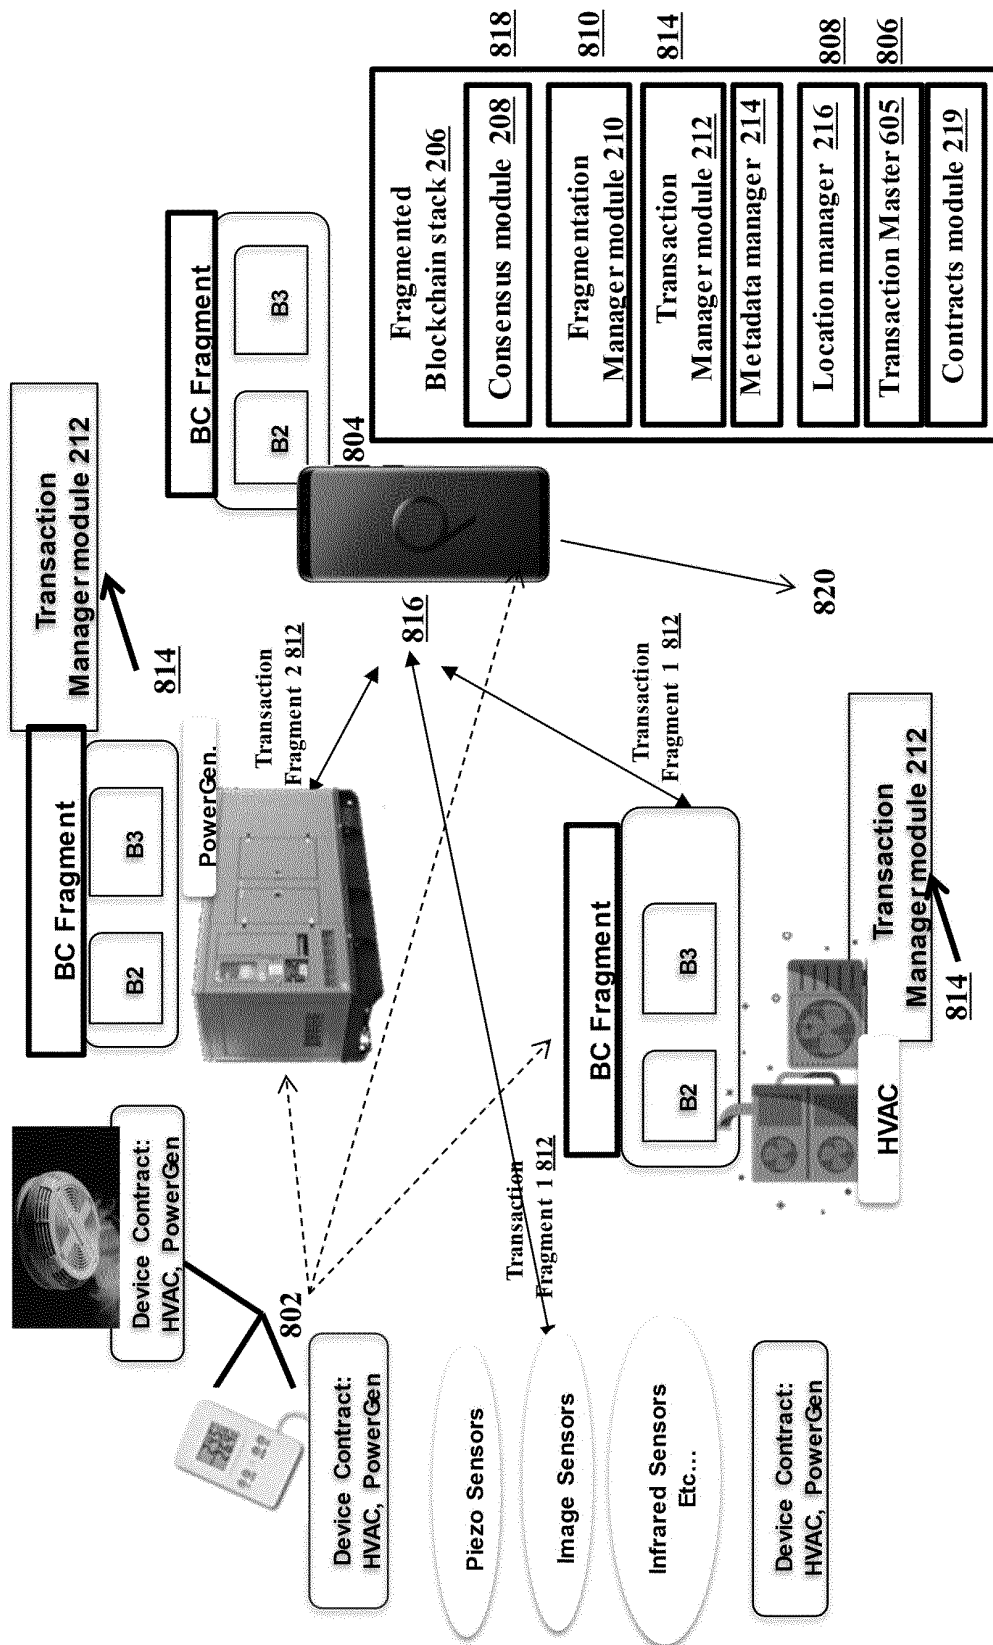 Device Contract:
HVAC, PowerGen
802
Device Contract:
HVAC, PowerGen
Piezo Sensors
Image Sensors
Infrared Sensors
Etc...
Device Contract:
HVAC, PowerGen
BC Fragment
B2
B3
PowerGen.
Transaction
Manager module 212
814
Transaction
Fragment 2 812
816
Transaction
Fragment 1 812
Transaction
Fragment 1 812
BC Fragment
B2
B3
HVAC
Transaction
Manager module 212
814
BC Fragment
B2
B3
804
820
Fragmented
Blockchain stack 206
Consensus module 208
818
Fragmentation
Manager module 210
810
Transaction
Manager module 212
814
Metadata manager 214
Location manager 216
808
Transaction Master 605
806
Contracts module 219